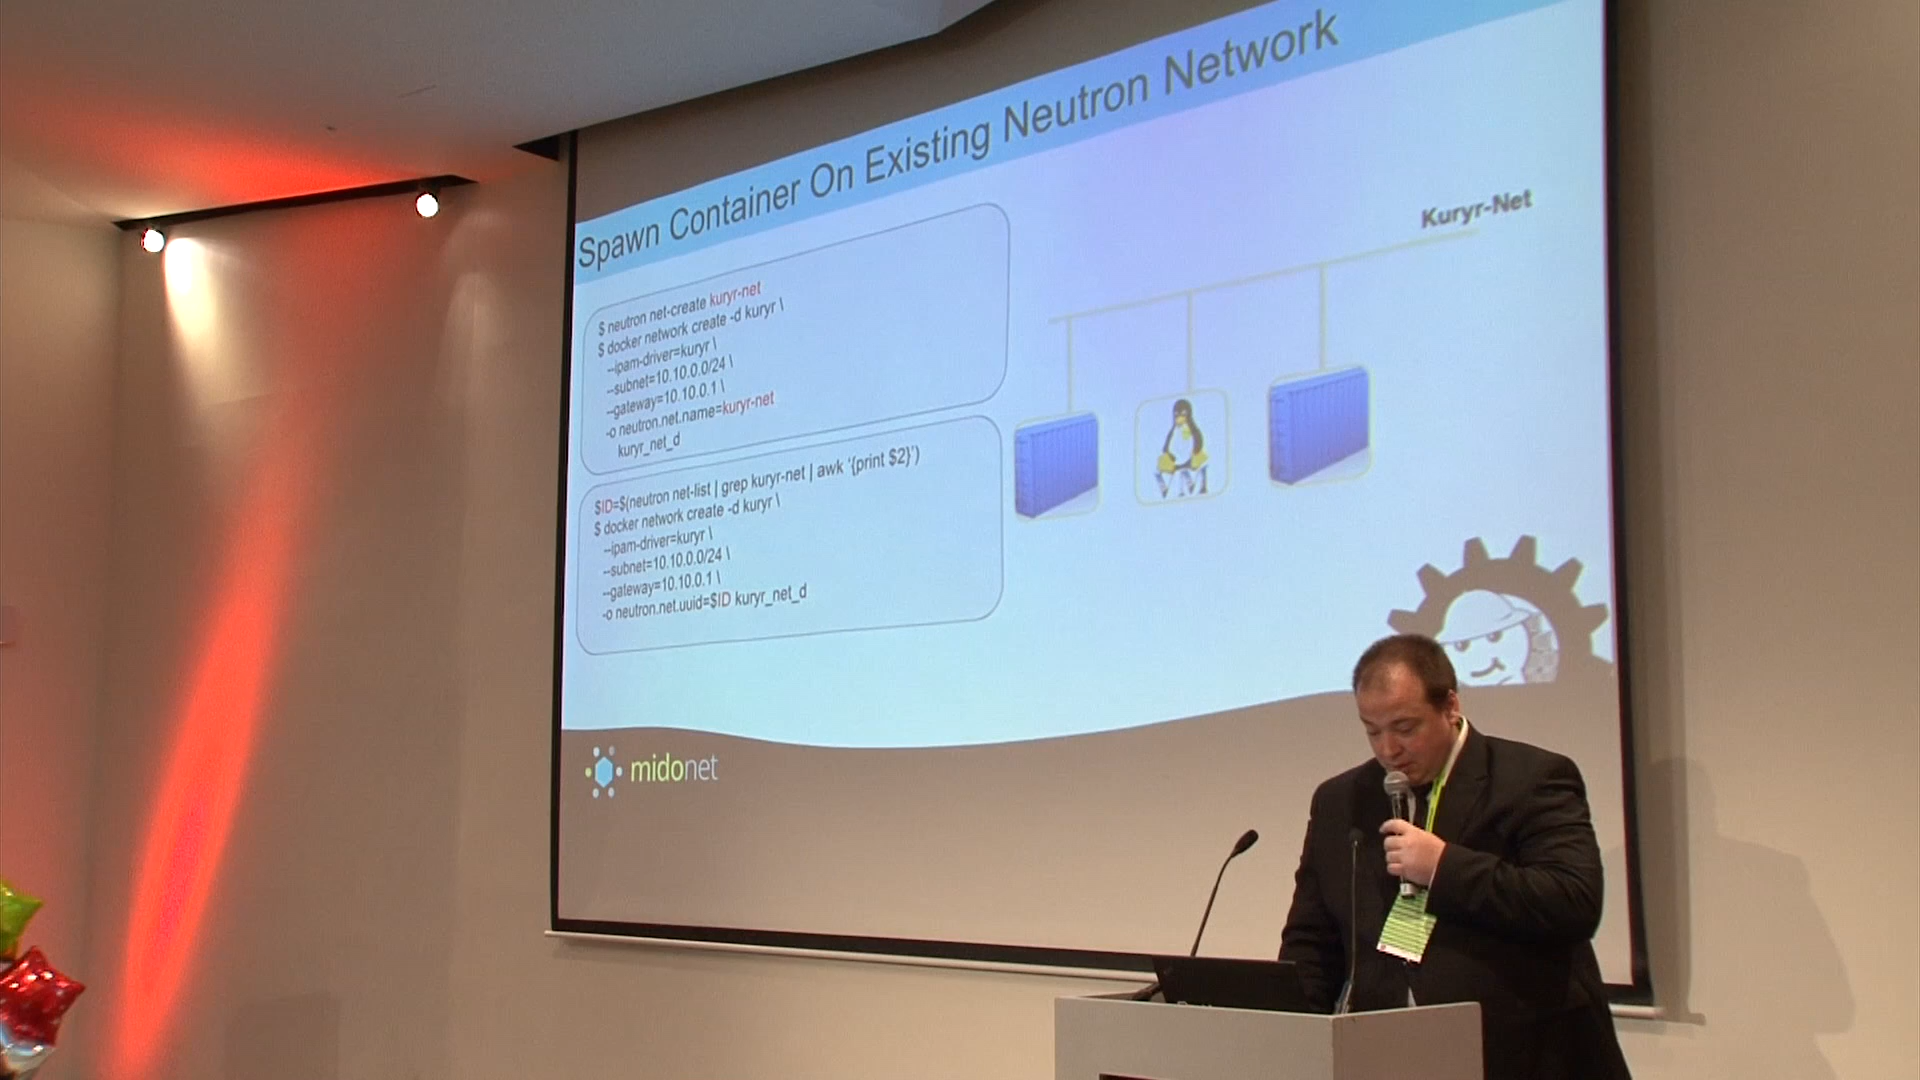 Spawn Container On Existing Neutron Network
$ neutron net-create kuryr-net
$ docker network create -d kuryr \
--ipam-driver=kuryr \
--subnet=10.10.0.0/24 \
--gateway=10.10.0.1 \
-o neutron.net.name=kuryr-net
kuryr_net_d
$ID=$(neutron net-list | grep kuryr-net | awk ‘{print $2}’)
$ docker network create -d kuryr \
--ipam-driver=kuryr \
--subnet=10.10.0.0/24 \
--gateway=10.10.0.1 \
-o neutron.net.uuid=$ID kuryr_net_d
Kuryr-Net
midonet